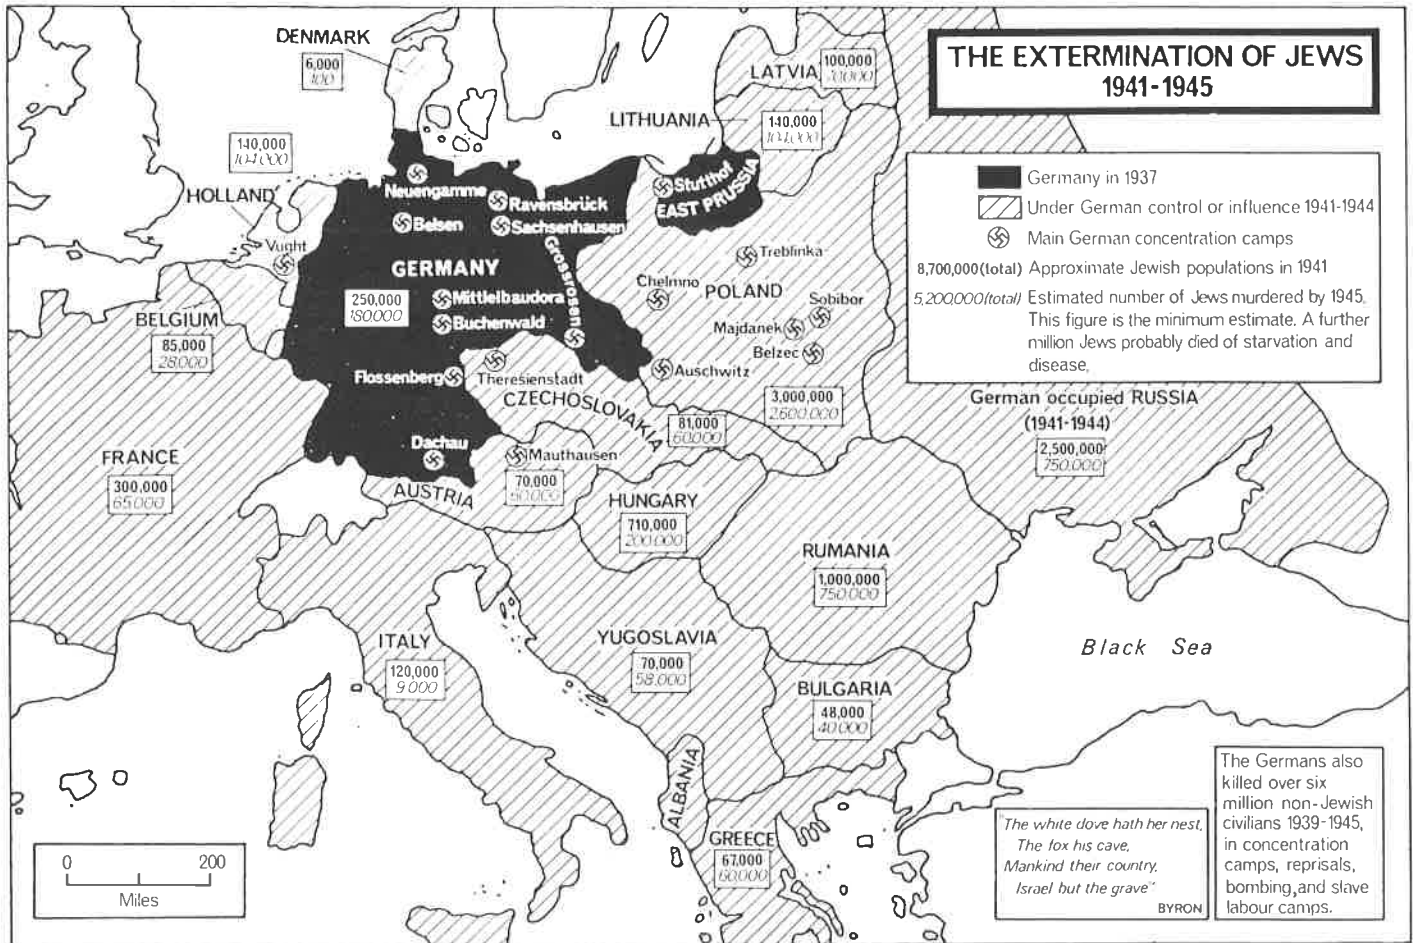 THE EXTERMINATION OF JEWS
1941-1945
Germany in 1937
Under German control or influence 1941-1944
Main German concentration camps
8,700,000(total) Approximate Jewish populations in 1941
5,200,000(total) Estimated number of Jews murdered by 1945.
This figure is the minimum estimate. A further
million Jews probably died of starvation and
disease,
DENMARK
6,000
100
LATVIA
100,000
LITHUANIA
140,000
104,000
140,000
104,000
HOLLAND
Vught
Neuengamme
Ravensbrück
Belsen
Sachsenhausen
Stutthof
EAST PRUSSIA
Grossrosen
GERMANY
250,000
180,000
Mittlelbaudora
Buchenwald
Flossenberg
Dachau
Treblinka
Chelmno
POLAND
Sobibor
Majdanek
Belzec
Auschwitz
3,000,000
2,600,000
BELGIUM
85,000
28,000
Theresienstadt
CZECHOSLOVAKIA
81,000
60,000
German occupied RUSSIA
(1941-1944)
2,500,000
750,000
FRANCE
300,000
65,000
Mauthausen
70,000
60,000
AUSTRIA
HUNGARY
710,000
200,000
RUMANIA
1,000,000
750,000
ITALY
120,000
9,000
YUGOSLAVIA
70,000
58,000
BULGARIA
48,000
40,000
Black Sea
ALBANIA
GREECE
67,000
60,000
0 200
Miles
"The white dove hath her nest,
The fox his cave,
Mankind their country,
Israel but the grave"
BYRON
The Germans also
killed over six
million non-Jewish
civilians 1939-1945,
in concentration
camps, reprisals,
bombing,and slave
labour camps.